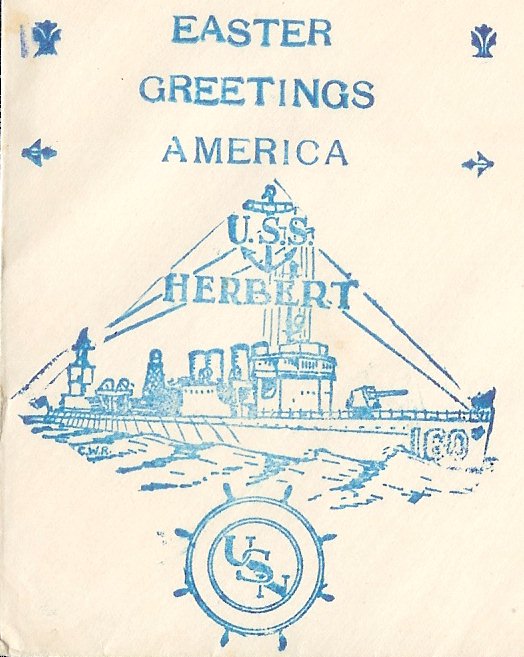 EASTER
GREETINGS
AMERICA
U.S.S.
HERBERT
160
C.W.R.
USN